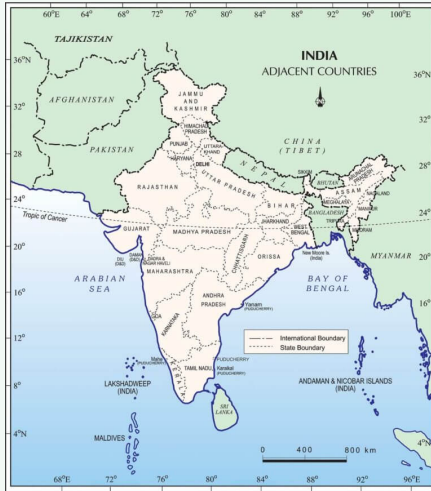 68°E 72° 76° 80° 84° 88° 92° 96° 100°E
TAJIKISTAN
INDIA
ADJACENT COUNTRIES
36°N
36°
AFGHANISTAN
JAMMU
AND
KASHMIR
32°
32°
HIMACHAL
PRADESH
PUNJAB
UTTARA
KHAND
CHINA
(TIBET)
28
28
PAKISTAN
HARYANA
DELHI
NEPAL
SIKKIM
BHUTAN
ARUNACHAL
PRADESH
RAJASTHAN
UTTAR PRADESH
ASSAM
NAGALAND
MEGHALAYA
24°
24°
BIHAR
BANGLADESH
MANIPUR
Tropic of Cancer
JHARKHAND
WEST
BENGAL
TRIPURA
MIZORAM
GUJARAT
MADHYA PRADESH
CHHATTISGARH
20°
20°
DIU
(D&D)
DAMAN
(D&D)
DADRA &
NAGAR HAVELI
ORISSA
New Moore Is.
(India)
MYANMAR
ARABIAN
SEA
MAHARASHTRA
BAY OF
BENGAL
16°
16°
GOA
ANDHRA
PRADESH
Yanam
(PUDUCHERRY)
KARNATAKA
International Boundary
State Boundary
12°
12°
Mahe
(PUDUCHERRY)
PUDUCHERRY
Karaikal
(PUDUCHERRY)
TAMIL NADU
KERALA
8°
8°
LAKSHADWEEP
(INDIA)
ANDAMAN & NICOBAR ISLANDS
(INDIA)
SRI
LANKA
MALDIVES
4°N
4°
0 400 800 km
68°E 72° 76° 80° 84° 88° 92° 96°E